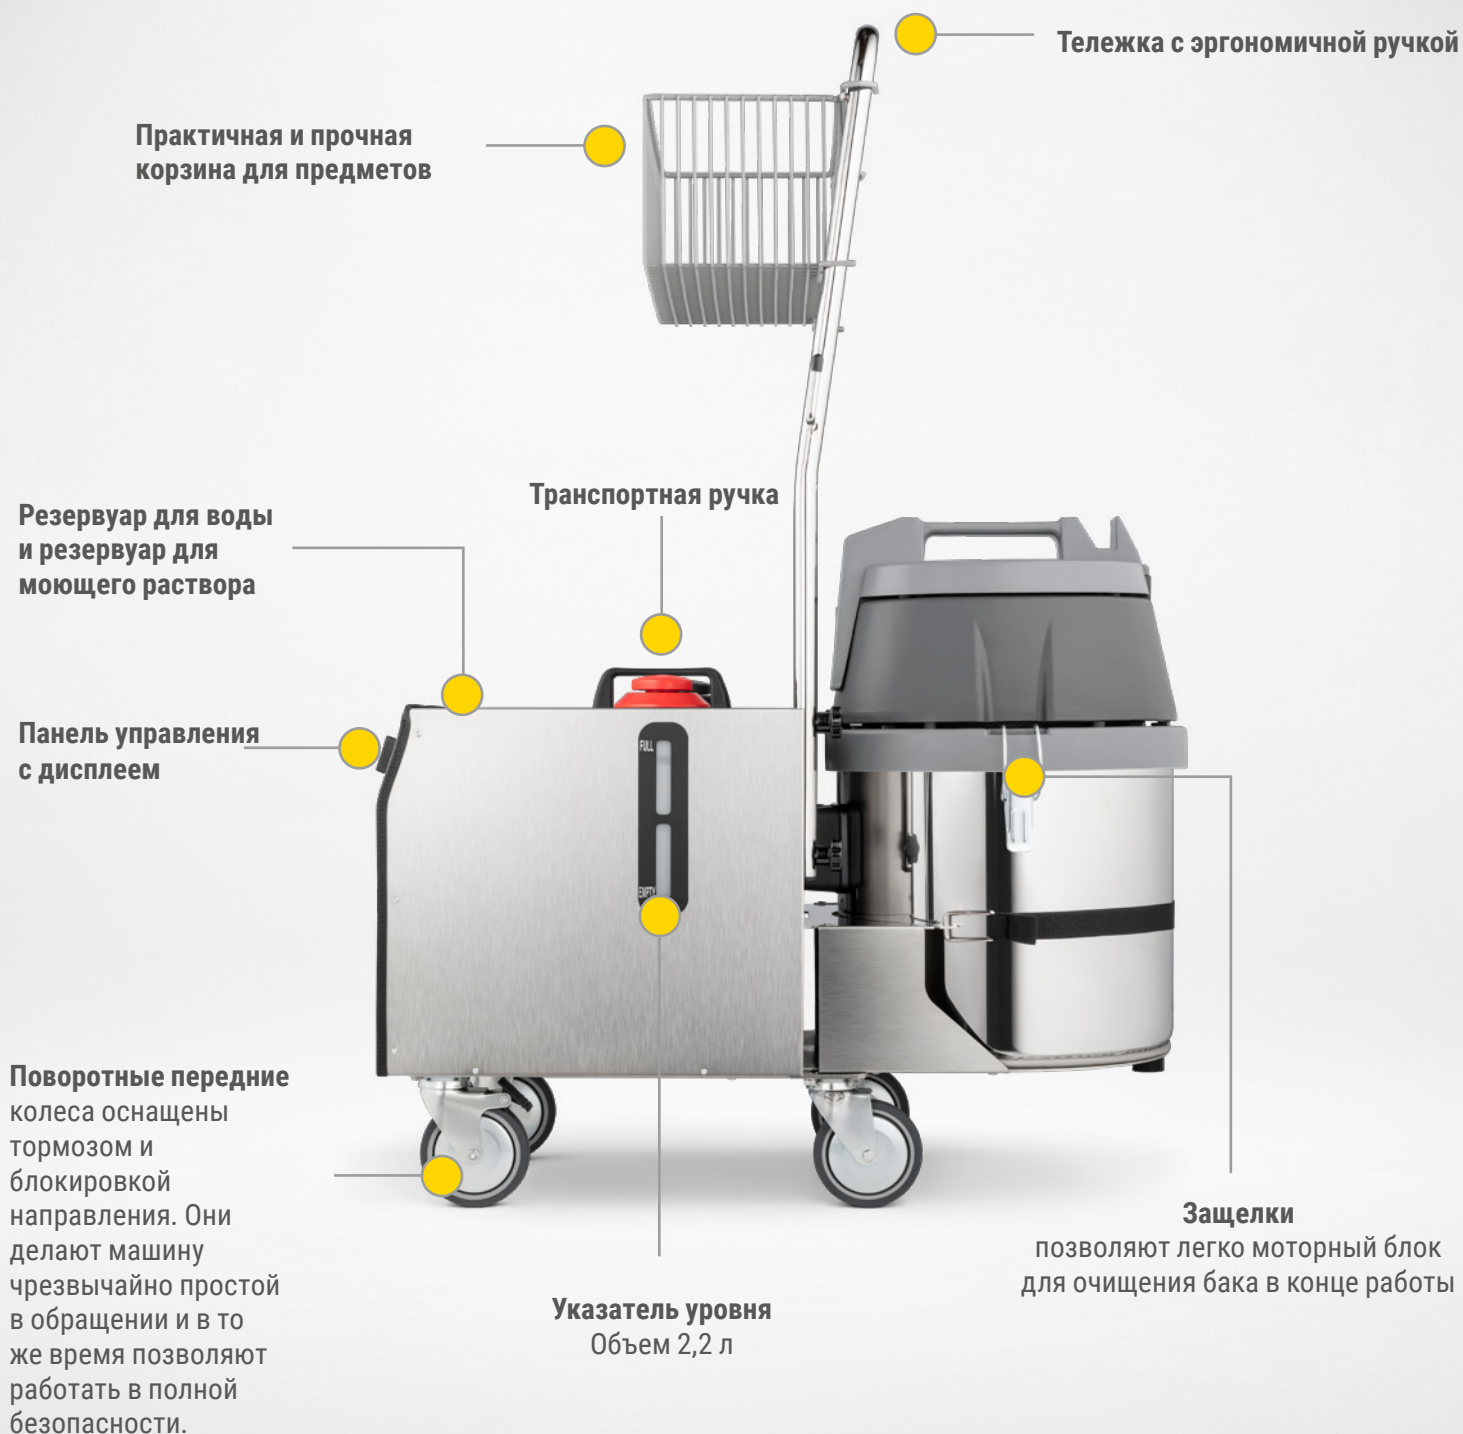 Тележка с эргономичной ручкой
Практичная и прочная
корзина для предметов
Транспортная ручка
Резервуар для воды
и резервуар для
моющего раствора
Панель управления
с дисплеем
FULL
EMPTY
Поворотные передние
колеса оснащены
тормозом и
блокировкой
направления. Они
делают машину
чрезвычайно простой
в обращении и в то
же время позволяют
работать в полной
безопасности.
Указатель уровня
Объем 2,2 л
Защелки
позволяют легко моторный блок
для очищения бака в конце работы